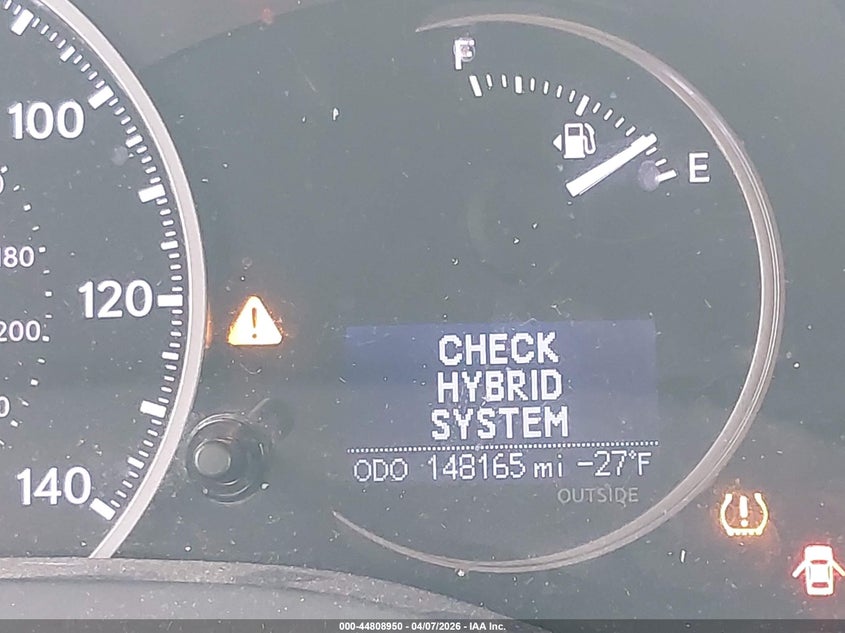 100
180
120
200
0
140
F
E
CHECK
HYBRID
SYSTEM
ODO 148165 mi -27°F
OUTSIDE
000-44808950 - 04/07/2026 - IAA Inc.